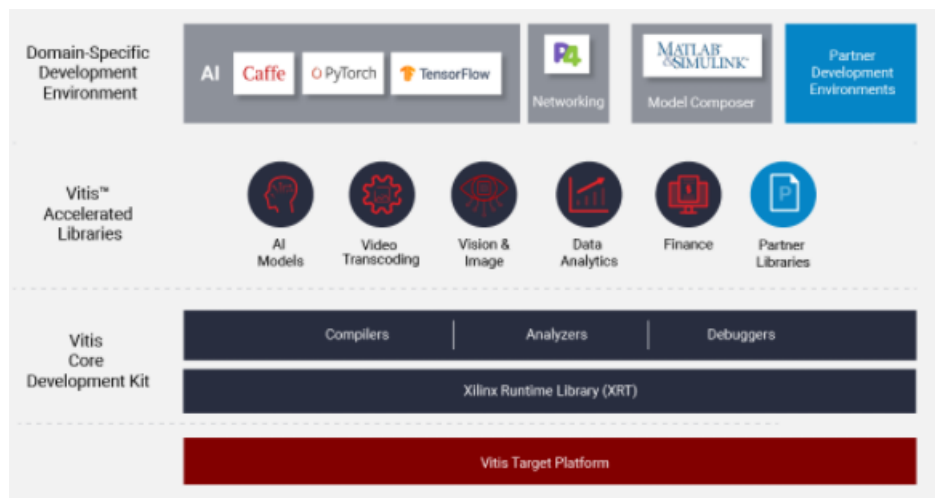 Domain-Specific
Development
Environment
AI
Caffe
PyTorch
TensorFlow
P4
Networking
MATLAB
&SIMULINK®
Model Composer
Partner
Development
Environments
Vitis™
Accelerated
Libraries
AI
Models
Video
Transcoding
Vision &
Image
Data
Analytics
Finance
P
Partner
Libraries
Vitis
Core
Development Kit
Compilers
Analyzers
Debuggers
Xilinx Runtime Library (XRT)
Vitis Target Platform